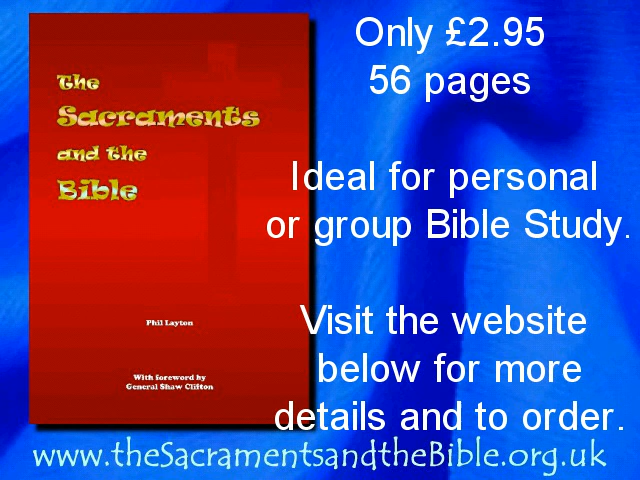 The
Sacraments
and the
Bible
Phil Layton
With foreword by
General Shaw Clifton
Only £2.95
56 pages
Ideal for personal
or group Bible Study.
Visit the website
below for more
details and to order.
www.theSacramentsandtheBible.org.uk